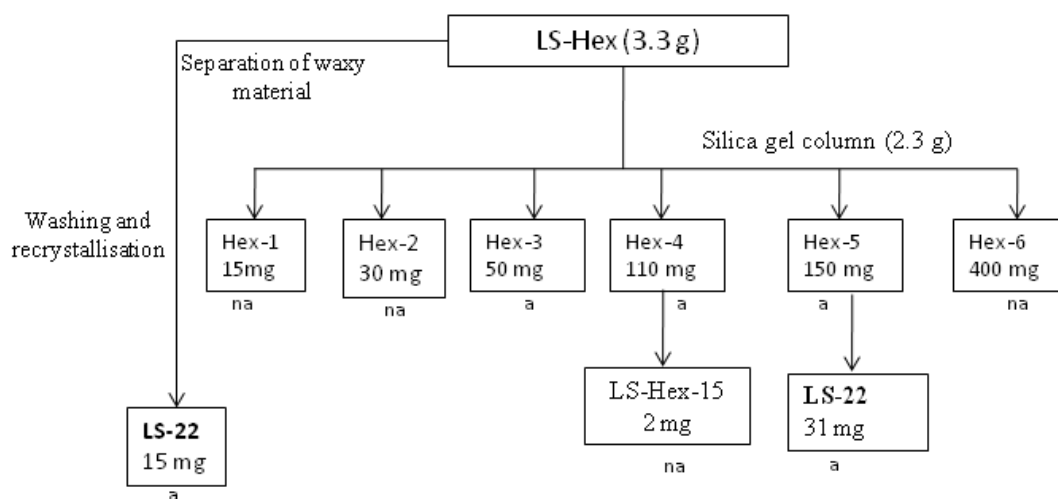 LS-Hex (3.3 g)
Separation of waxy
material
Silica gel column (2.3 g)
Washing and
recrystallisation
Hex-1
15mg
na
Hex-2
30 mg
na
Hex-3
50 mg
a
Hex-4
110 mg
a
Hex-5
150 mg
a
Hex-6
400 mg
na
LS-Hex-15
2 mg
na
LS-22
31 mg
a
LS-22
15 mg
a